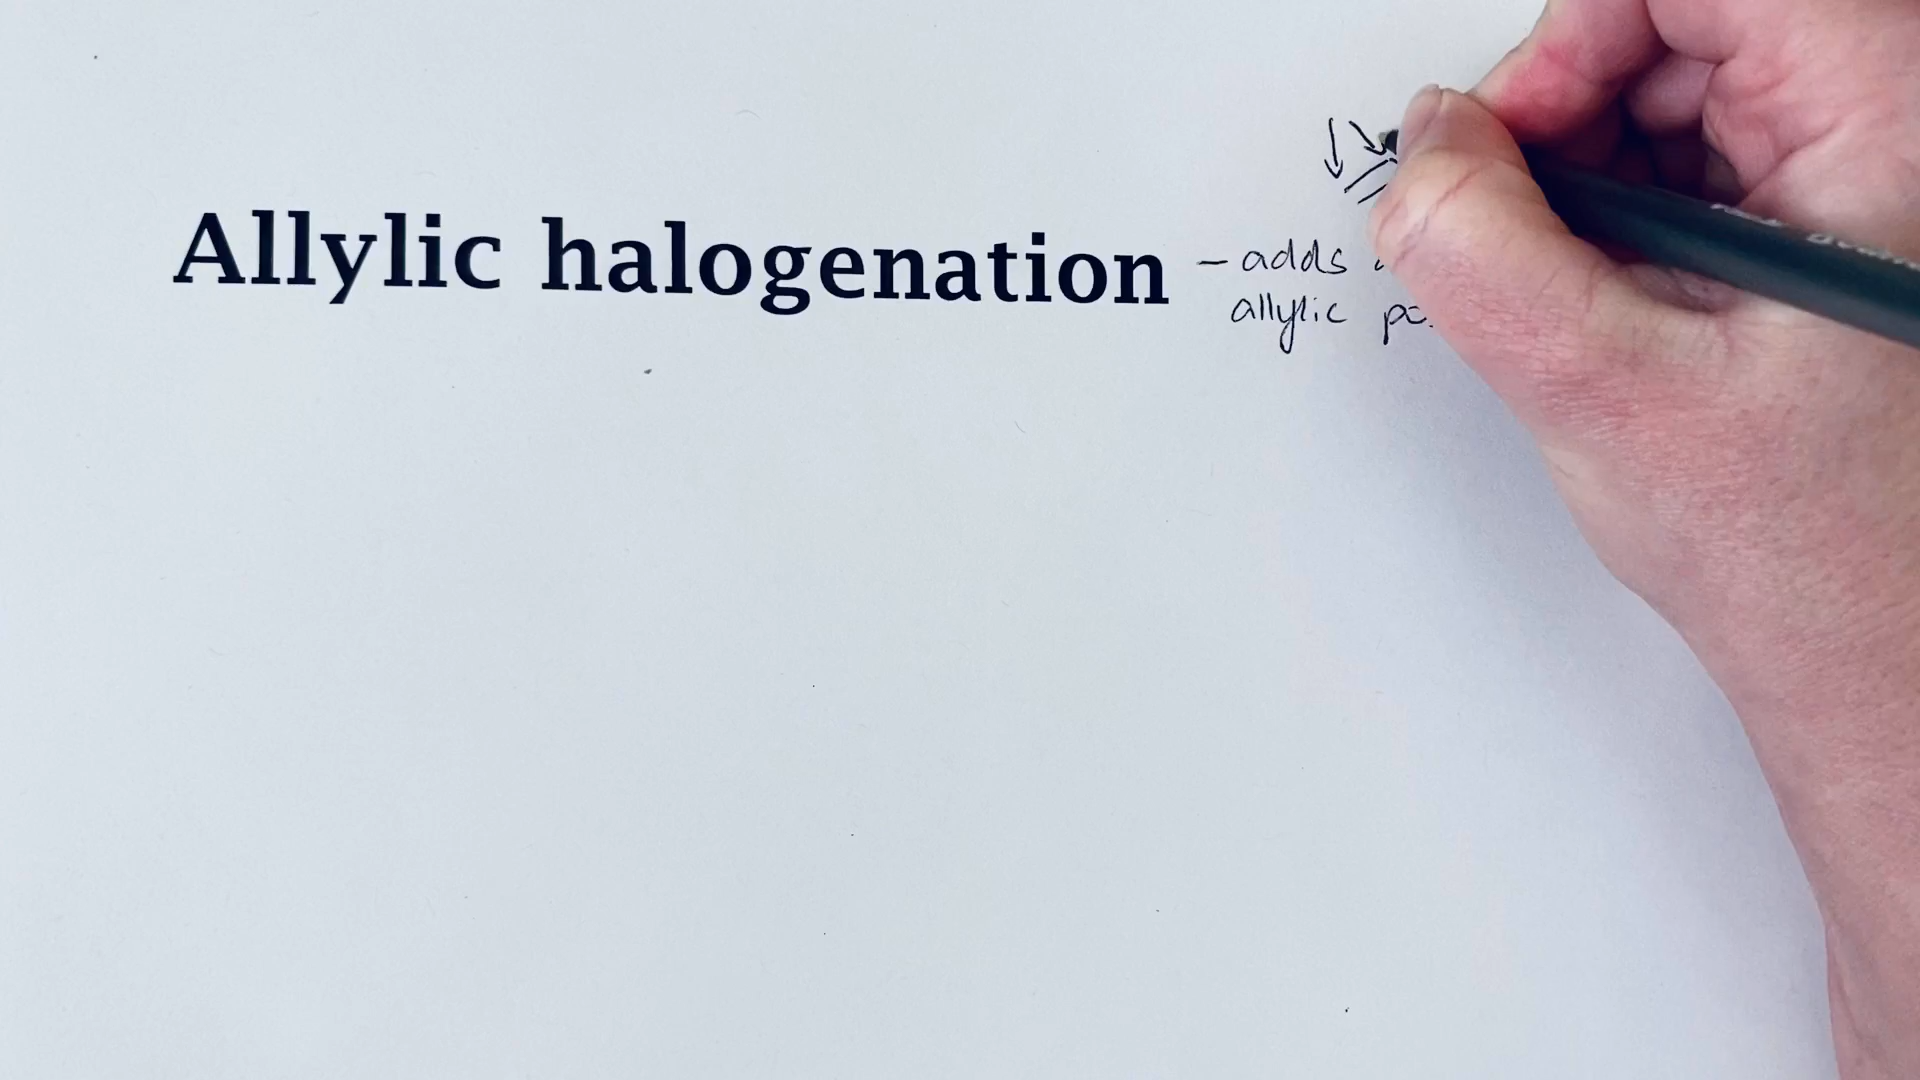 Allylic halogenation
– adds
allylic